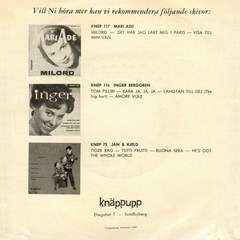 Vill Ni höra mer kan vi rekommendera följande skivor:
MARI ADE
MILORD
KNEP 117 MARI ADE
MILORD — DET HAR JAG LÄRT MIG I PARIS — VISA TILL
MIN VÄN
inger
KNEP 116 INGER BERGGREN
TOM PILLIBI — BARA JA, JA, JA — LÄNGTAN TILL DEJ (The
big hurt) — AMORE VOLE
KNEP 75 JAN & KJELD
TIGER RAG — TUTTI FRUTTI — BUONA SERA — HE'S GOT
THE WHOLE WORLD
knäppupp
Esplanaden 7 - Sundbyberg